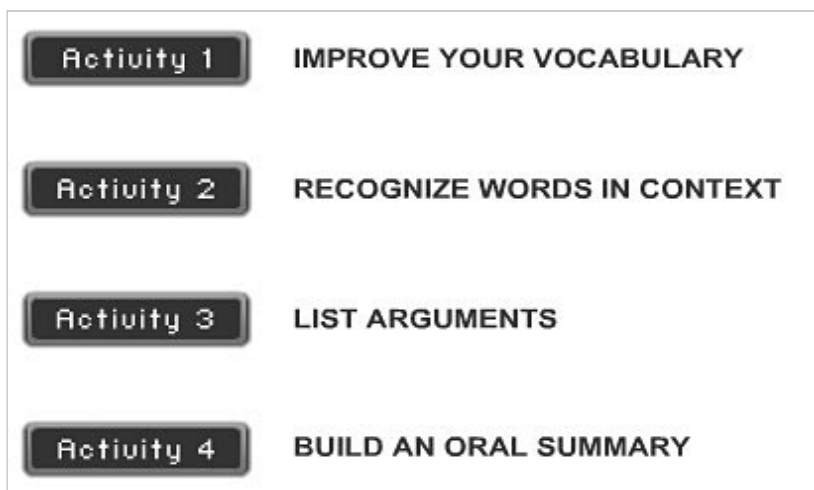 Activity 1 IMPROVE YOUR VOCABULARY
Activity 2 RECOGNIZE WORDS IN CONTEXT
Activity 3 LIST ARGUMENTS
Activity 4 BUILD AN ORAL SUMMARY